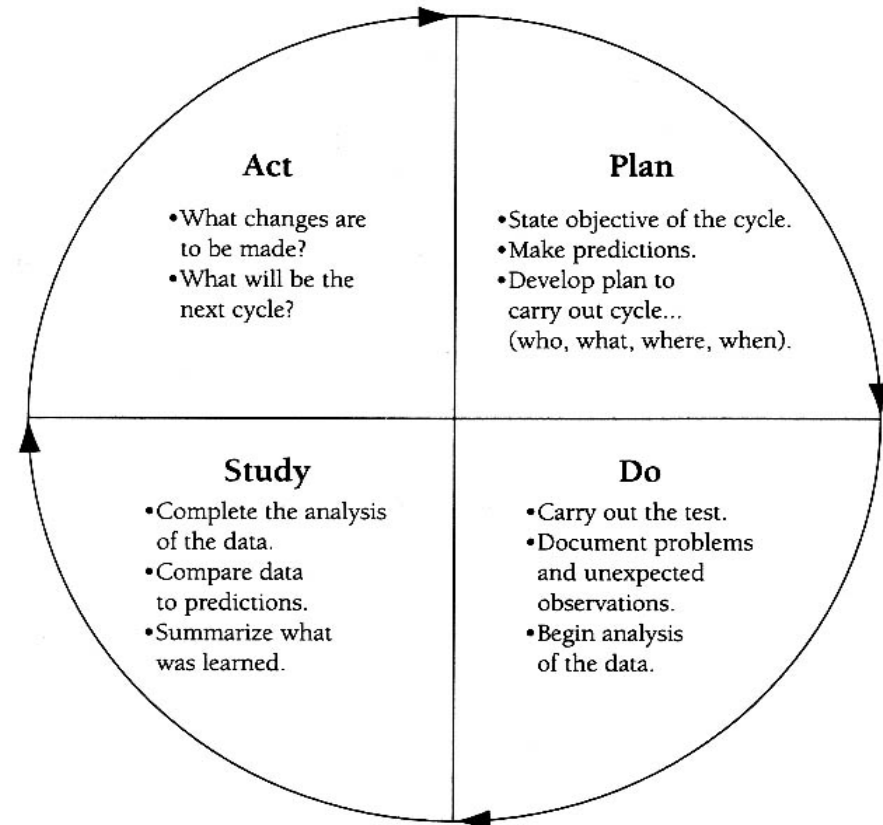 Act
•What changes are
to be made?
•What will be the
next cycle?
Plan
•State objective of the cycle.
•Make predictions.
•Develop plan to
carry out cycle...
(who, what, where, when).
Study
•Complete the analysis
of the data.
•Compare data
to predictions.
•Summarize what
was learned.
Do
•Carry out the test.
•Document problems
and unexpected
observations.
•Begin analysis
of the data.